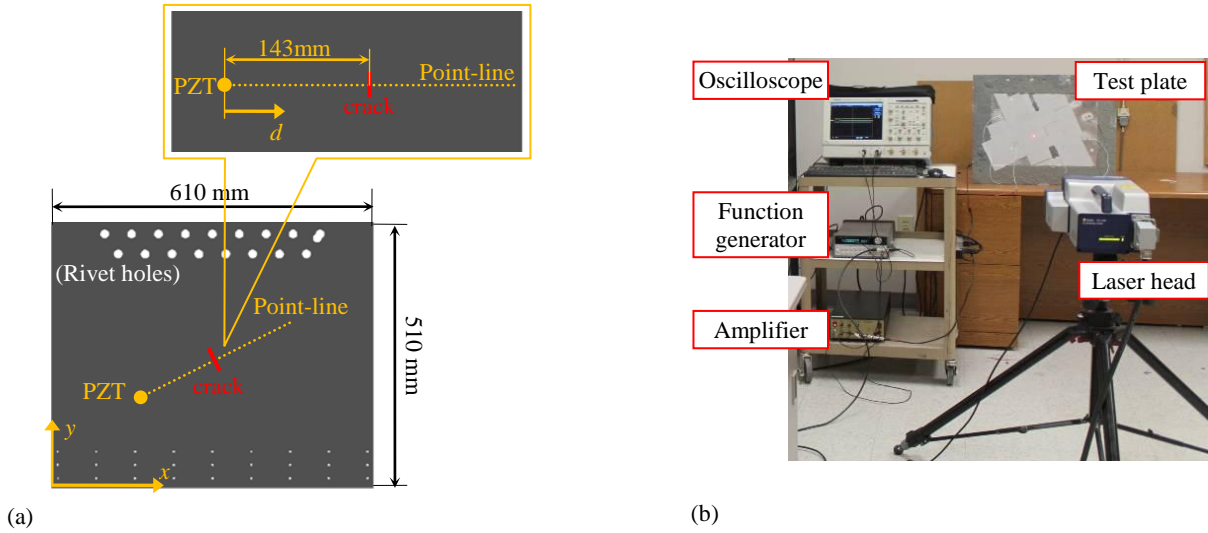 143mm
PZT
Point-line
crack
d
610 mm
(Rivet holes)
Point-line
510 mm
crack
PZT
y
x
(a)
Oscilloscope
Test plate
Function
generator
Laser head
Amplifier
(b)